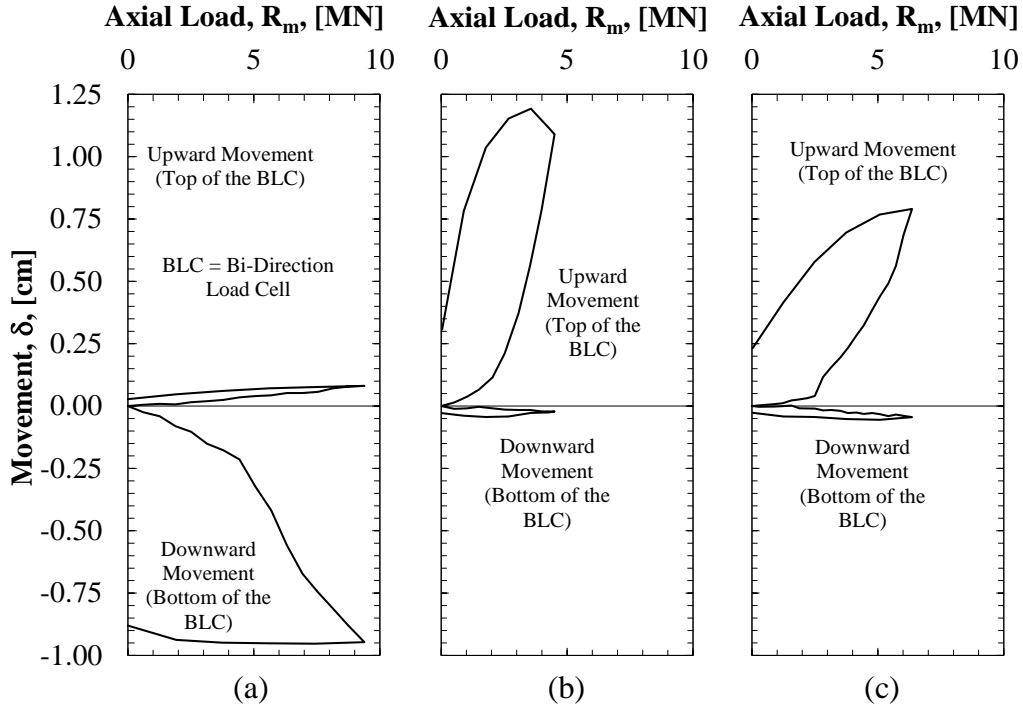 Axial Load, Rm, [MN]
Axial Load, Rm, [MN]
Axial Load, Rm, [MN]
0 5 10
0 5 10
0 5 10
Movement, δ, [cm]
1.25
1.00
0.75
0.50
0.25
0.00
-0.25
-0.50
-0.75
-1.00
Upward Movement
(Top of the BLC)
BLC = Bi-Direction
Load Cell
Downward
Movement
(Bottom of the
BLC)
(a)
Upward
Movement
(Top of the
BLC)
Downward
Movement
(Bottom of the
BLC)
(b)
Upward Movement
(Top of the BLC)
Downward
Movement
(Bottom of the
BLC)
(c)